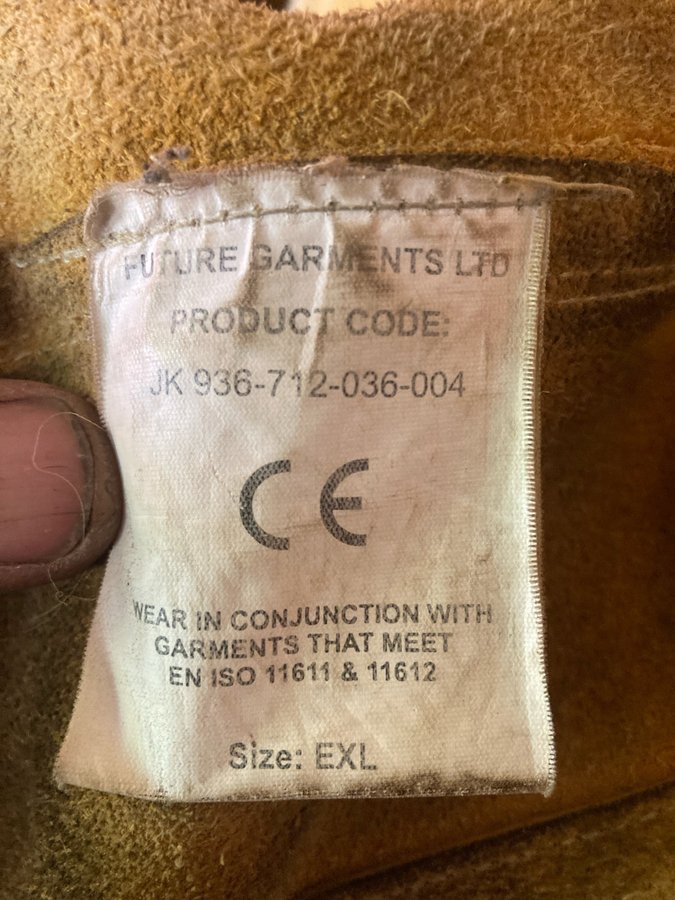 FUTURE GARMENTS LTD
PRODUCT CODE:
JK 936-712-036-004
CE
WEAR IN CONJUNCTION WITH
GARMENTS THAT MEET
EN ISO 11611 & 11612
Size: EXL